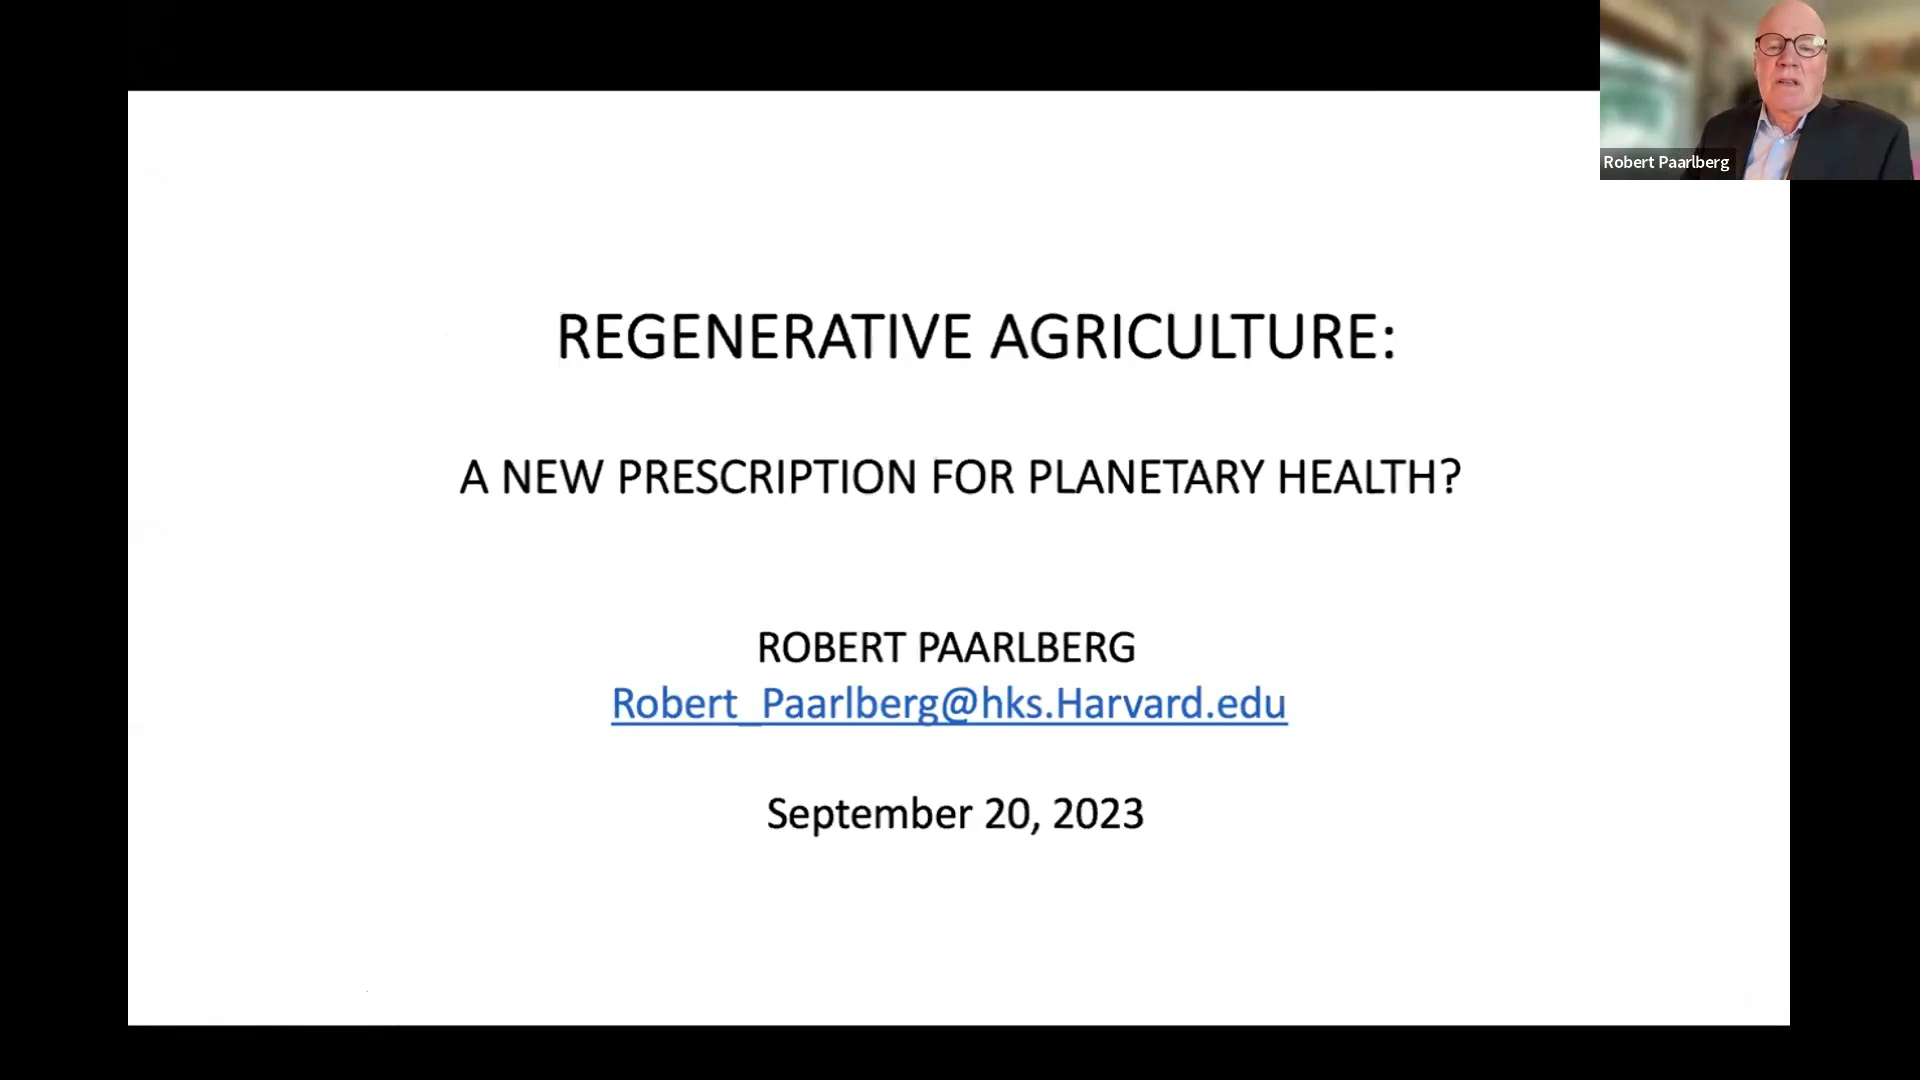 REGENERATIVE AGRICULTURE:
A NEW PRESCRIPTION FOR PLANETARY HEALTH?
ROBERT PAARLBERG
Robert_Paarlberg@hks.Harvard.edu
September 20, 2023
Robert Paarlberg